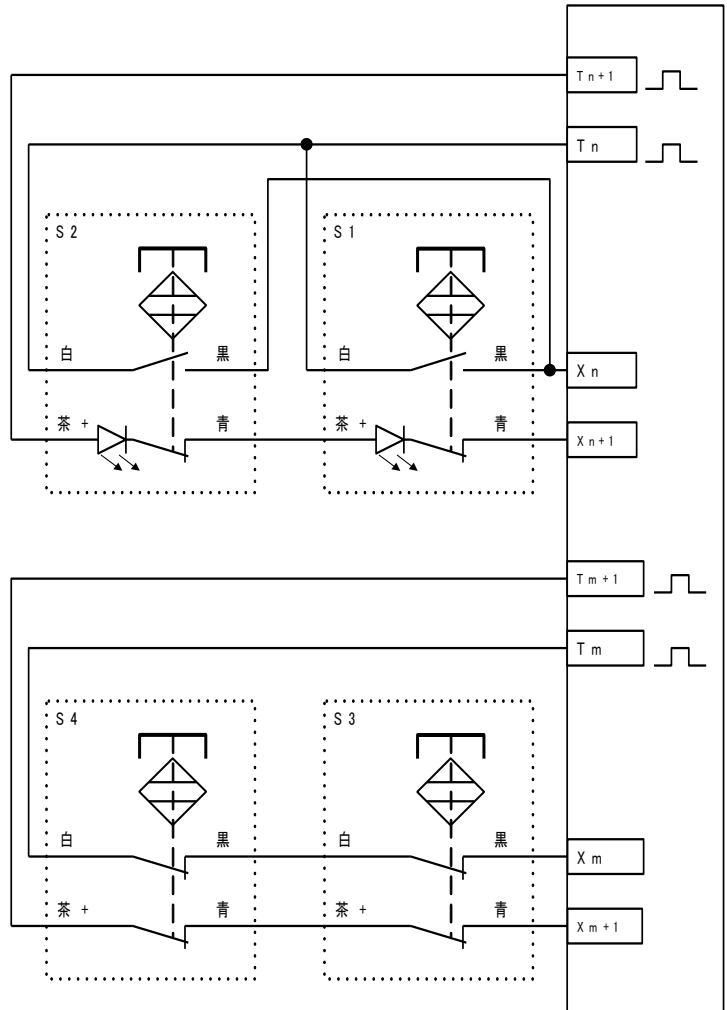 Tn+1
Tn
S2
S1
白 黒 白 黒 Xn
茶 + 青 茶 + 青 Xn+1
Tm+1
Tm
S4
S3
白 黒 白 黒 Xm
茶 + 青 茶 + 青 Xm+1